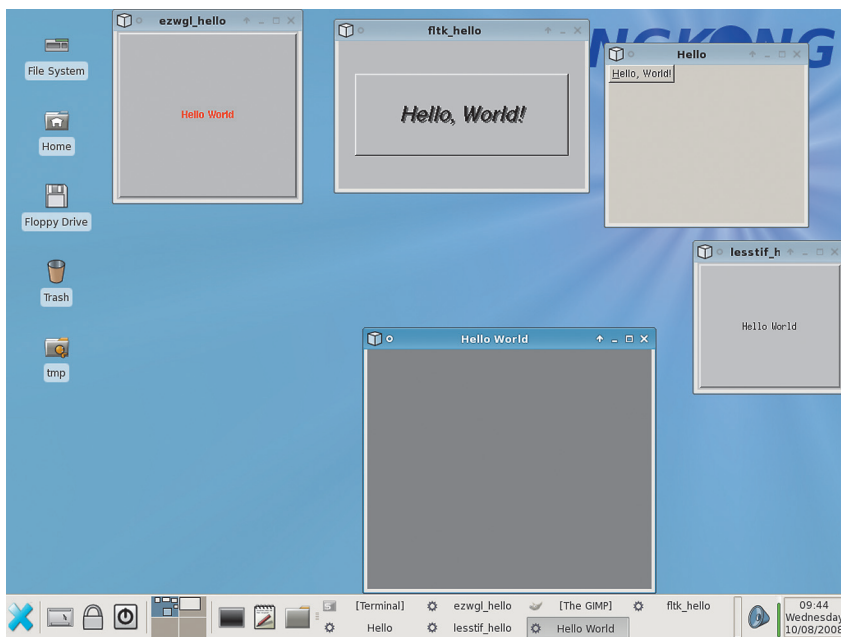 ezwgl_hello
Hello World
fltk_hello
Hello, World!
NGKONG
Hello
Hello, World!
File System
Home
Floppy Drive
Trash
tmp
lesstif_h
Hello World
Hello World
[Terminal]
ezwgl_hello
[The GIMP]
fltk_hello
Hello
lesstif_hello
Hello World
09:44
Wednesday
10/08/2008